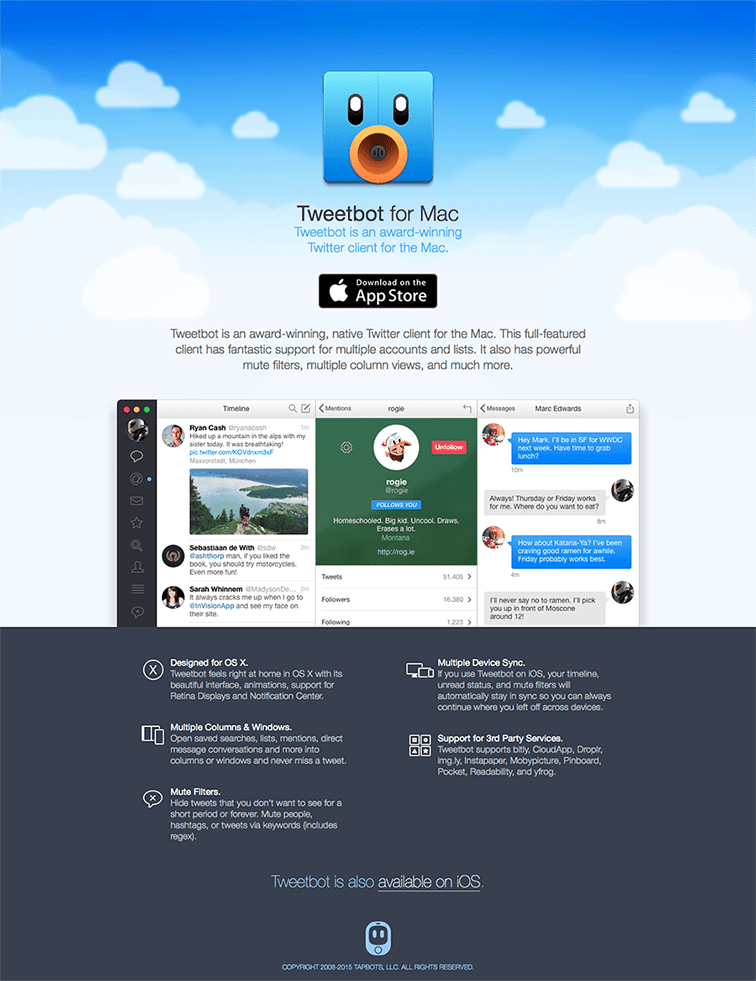 Tweetbot for Mac
Tweetbot is an award-winning
Twitter client for the Mac.
Download on the
App Store
Tweetbot is an award-winning, native Twitter client for the Mac. This full-featured
client has fantastic support for multiple accounts and lists. It also has powerful
mute filters, multiple column views, and much more.
Timeline
Ryan Cash @ryanacash 1m
Hiked up a mountain in the alps with my
sister today. It was breathtaking!
pic.twitter.com/KOVdnxm3xF
Maxvorstadt, München
Sebastiaan de With @sdw 2m
@ashthorp man, if you liked the
book, you should try motorcycles.
Even more fun!
Sarah Whinnem @MadysonDe... 2m
It always cracks me up when I go to
@InVisionApp and see my face on
their site.
Mentions
rogie
Unfollow
rogie
@rogie
FOLLOWS YOU
Homeschooled. Big kid. Uncool. Draws.
Erases a lot.
Montana
http://rog.ie
Tweets 51,405
Followers 16,380
Following 1,223
Messages
Marc Edwards
Hey Mark. I'll be in SF for WWDC
next week. Have time to grab
lunch?
10m
Always! Thursday or Friday works
for me. Where do you want to eat?
8m
How about Katana-Ya? I've been
craving good ramen for awhile.
Friday probably works best.
4m
I'll never say no to ramen. I'll pick
you up in front of Moscone
around 12!
Designed for OS X.
Tweetbot feels right at home in OS X with its
beautiful interface, animations, support for
Retina Displays and Notification Center.
Multiple Columns & Windows.
Open saved searches, lists, mentions, direct
message conversations and more into
columns or windows and never miss a tweet.
Mute Filters.
Hide tweets that you don't want to see for a
short period or forever. Mute people,
hashtags, or tweets via keywords (includes
regex).
Multiple Device Sync.
If you use Tweetbot on iOS, your timeline,
unread status, and mute filters will
automatically stay in sync so you can always
continue where you left off across devices.
Support for 3rd Party Services.
Tweetbot supports bitly, CloudApp, Droplr,
img.ly, Instapaper, Mobypicture, Pinboard,
Pocket, Readability, and yfrog.
Tweetbot is also available on iOS.
COPYRIGHT 2008-2015 TAPBOTS, LLC. ALL RIGHTS RESERVED.